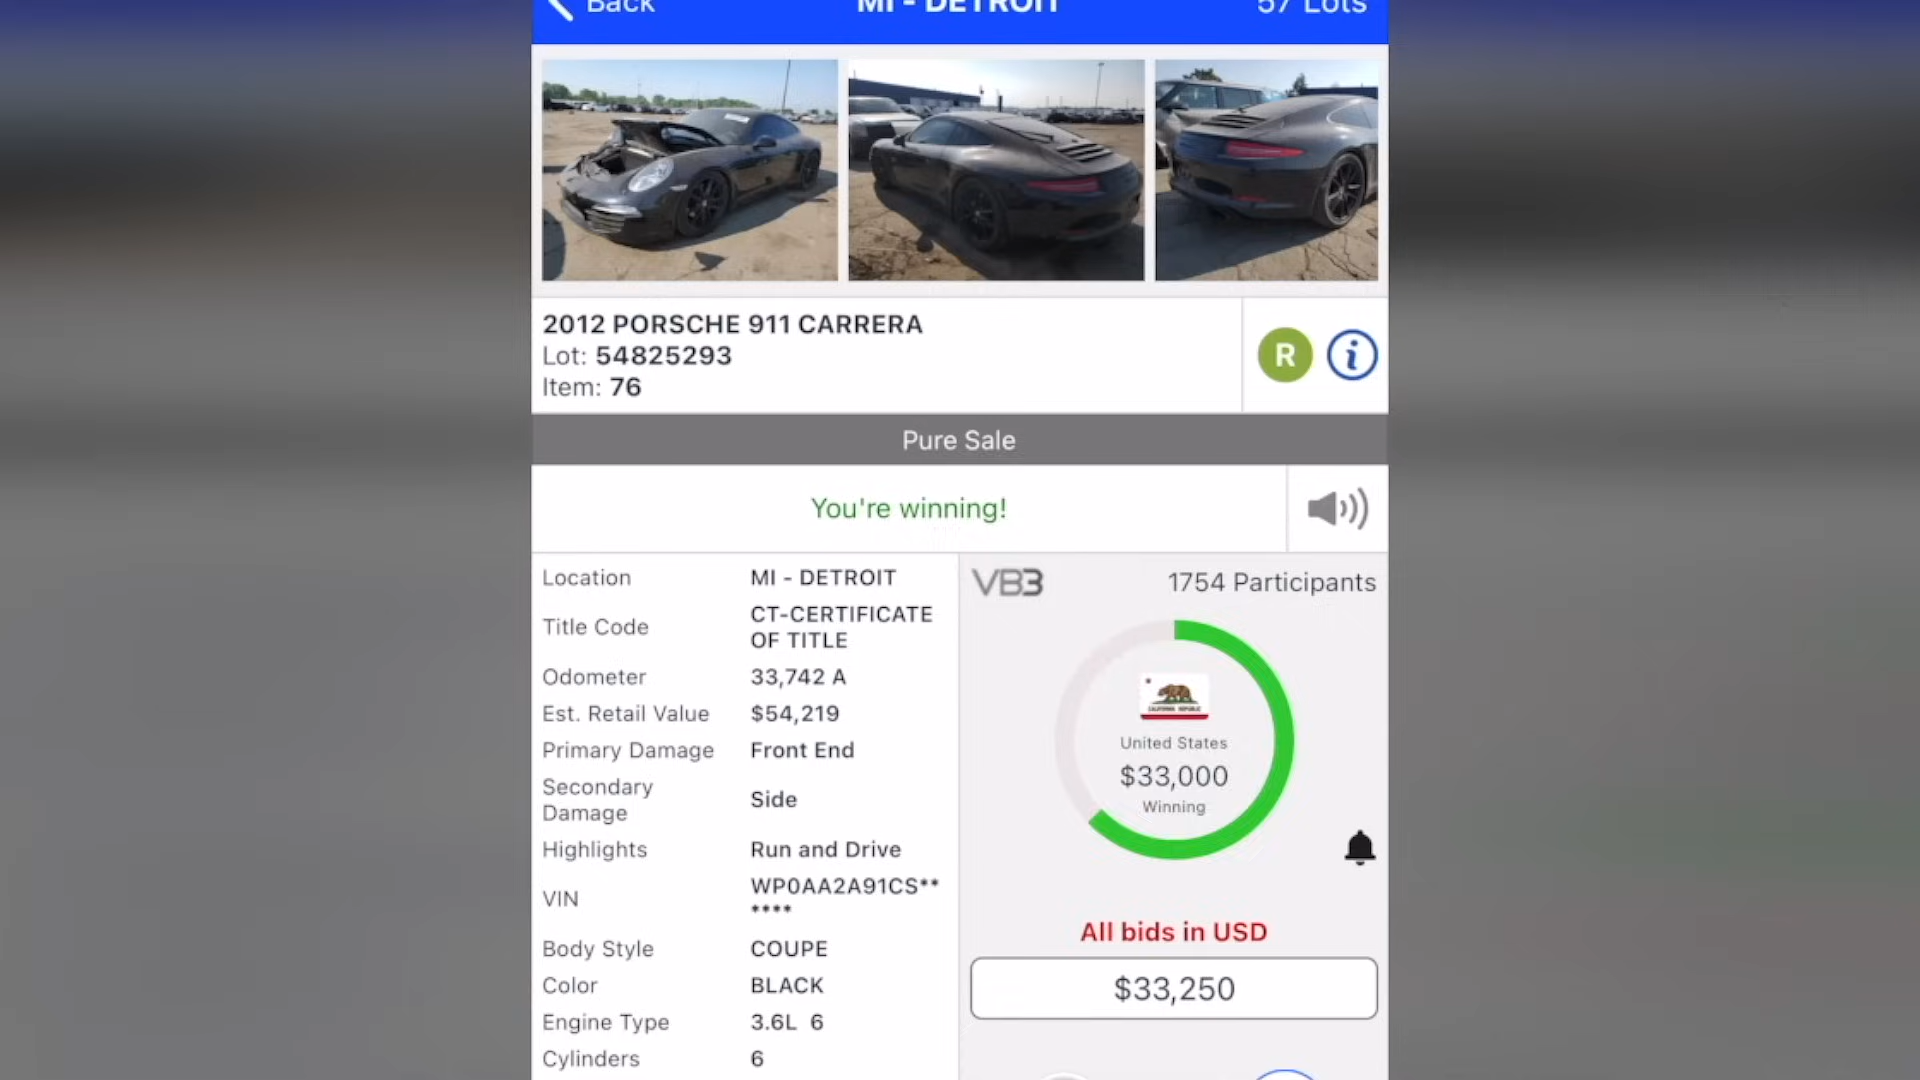 Back MI - DETROIT 57 Lots
2012 PORSCHE 911 CARRERA
Lot: 54825293
Item: 76
R i
Pure Sale
You're winning!
Location MI - DETROIT
Title Code CT-CERTIFICATE
OF TITLE
Odometer 33,742 A
Est. Retail Value $54,219
Primary Damage Front End
Secondary
Damage Side
Highlights Run and Drive
VIN WP0AA2A91CS**
****
Body Style COUPE
Color BLACK
Engine Type 3.6L 6
Cylinders 6
VB3 1754 Participants
CALIFORNIA REPUBLIC
United States
$33,000
Winning
All bids in USD
$33,250